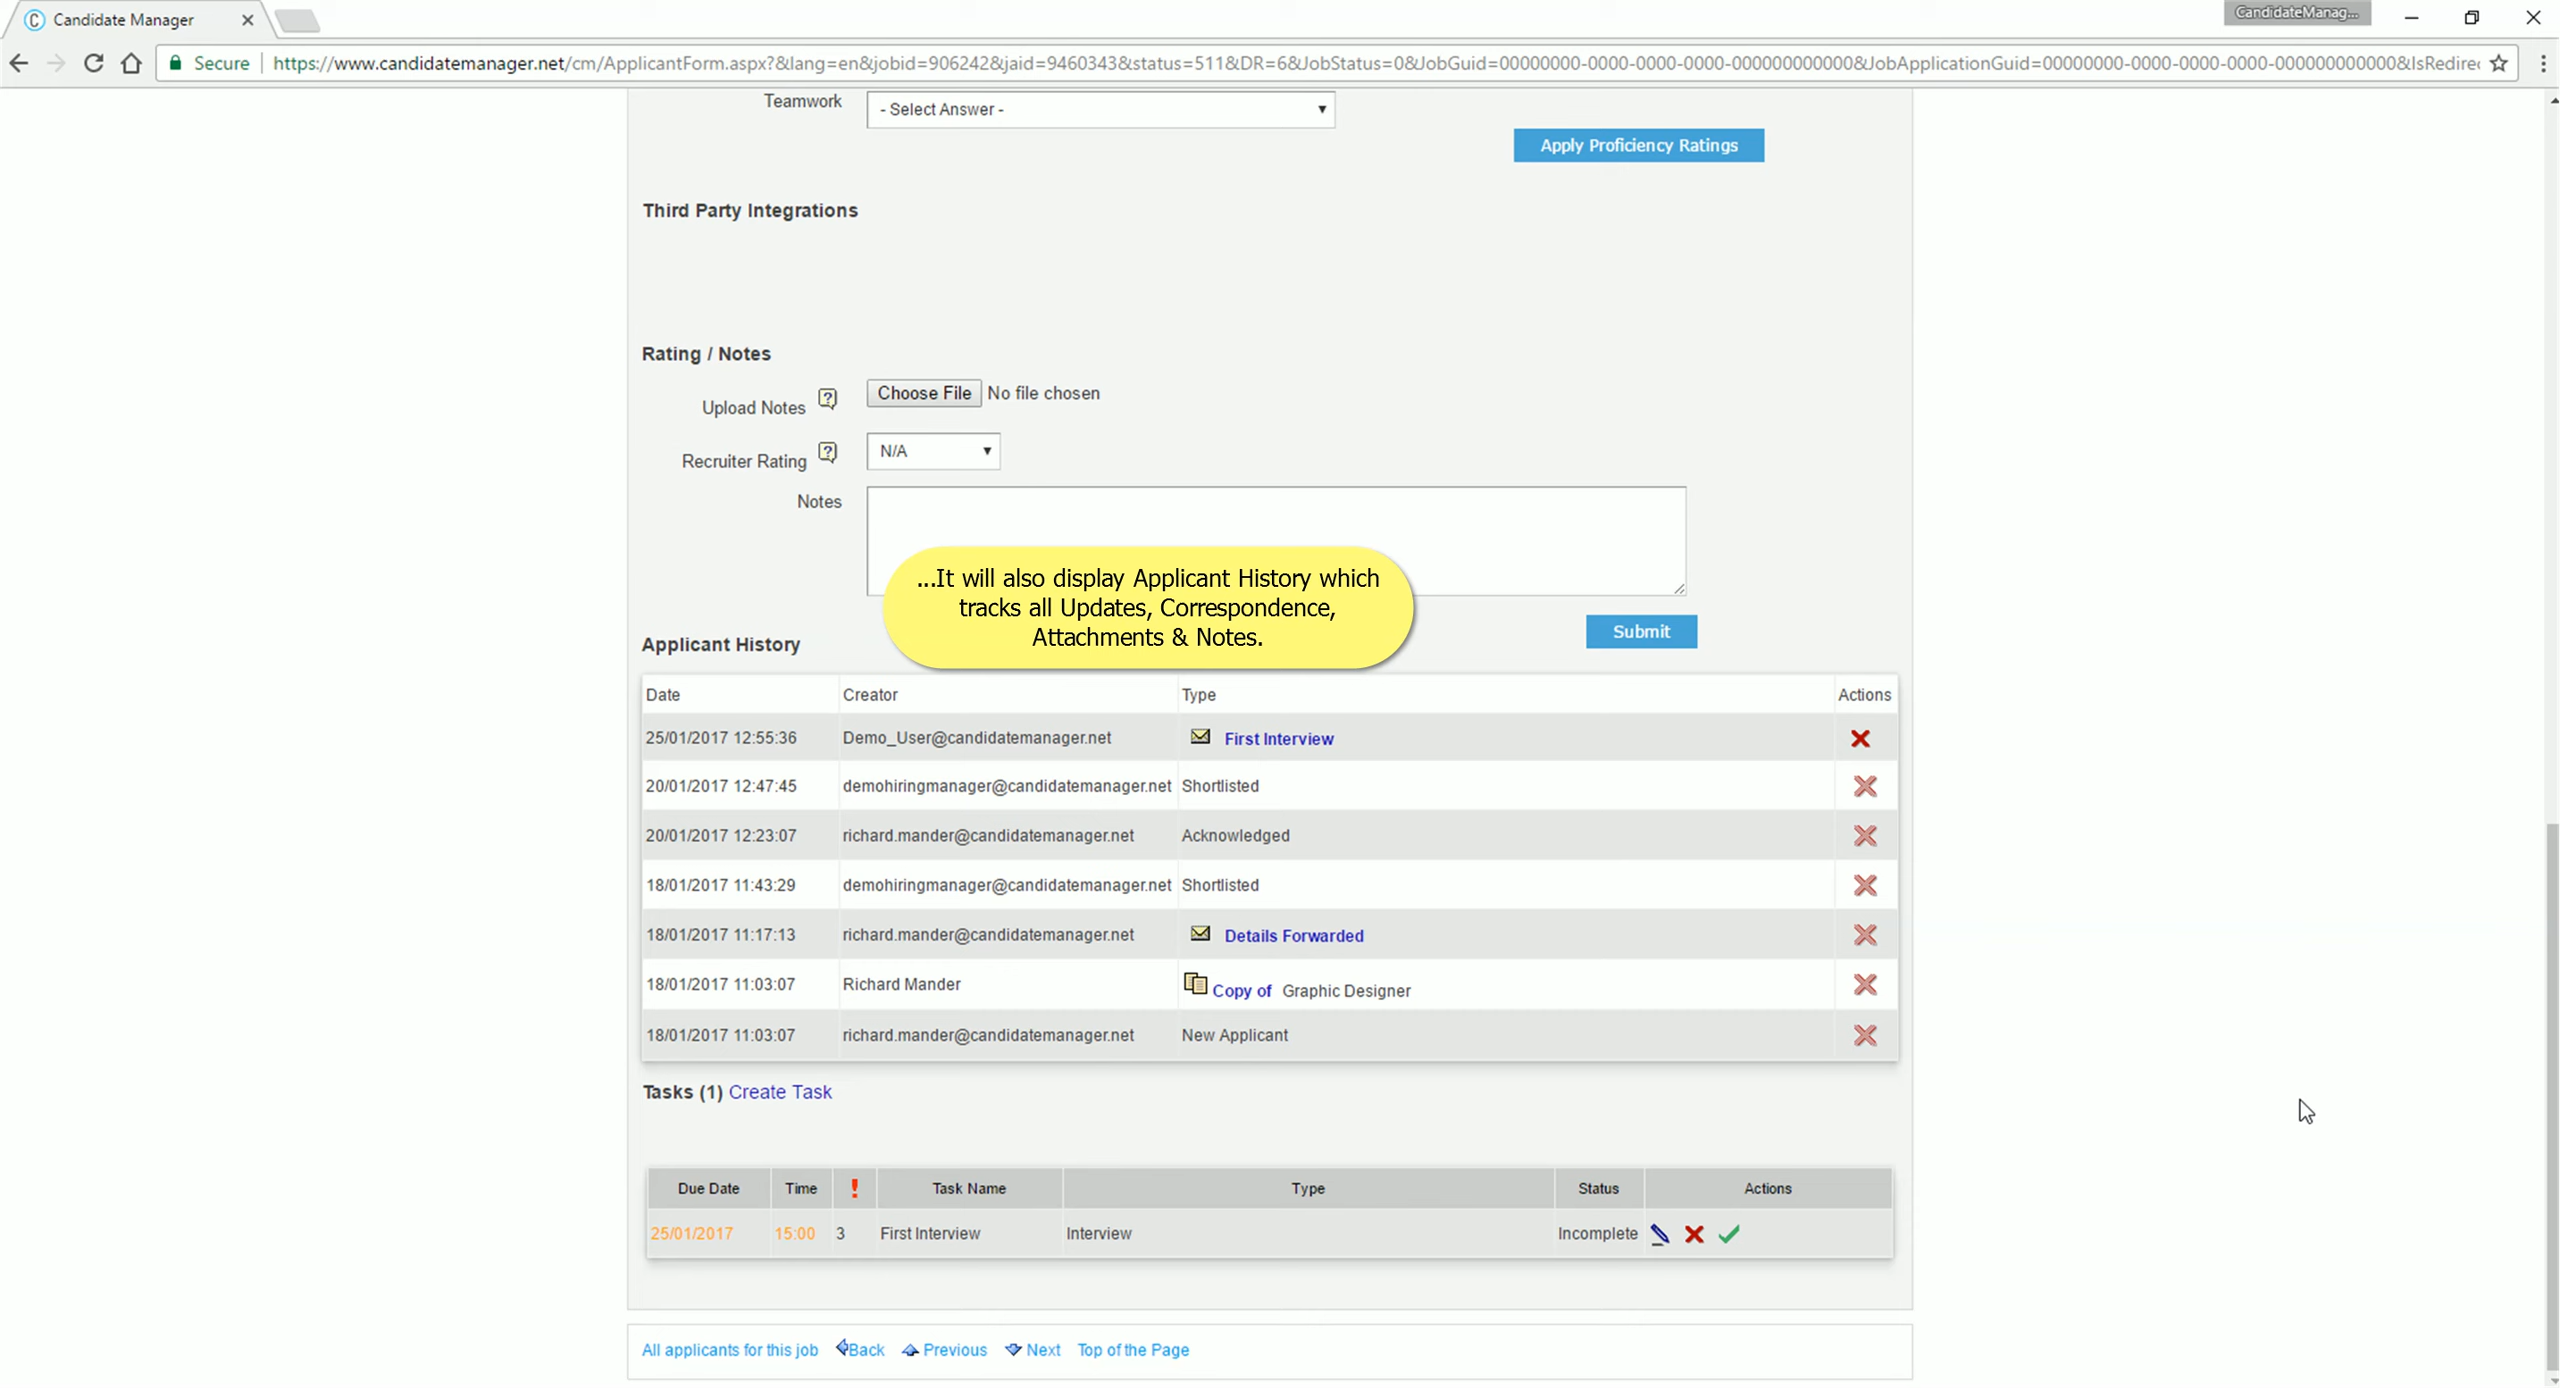 Candidate Manager
CandidateManag...
Secure https://www.candidatemanager.net/cm/ApplicantForm.aspx?&lang=en&jobid=906242&jaid=9460343&status=511&DR=6&JobStatus=0&JobGuid=00000000-0000-0000-0000-000000000000&JobApplicationGuid=00000000-0000-0000-0000-000000000000&IsRedirec
Teamwork - Select Answer -
Apply Proficiency Ratings
Third Party Integrations
Rating / Notes
Upload Notes Choose File No file chosen
Recruiter Rating N/A
Notes
...It will also display Applicant History which
tracks all Updates, Correspondence,
Attachments & Notes.
Submit
Applicant History
Date Creator Type Actions
25/01/2017 12:55:36 Demo_User@candidatemanager.net First Interview
20/01/2017 12:47:45 demohiringmanager@candidatemanager.net Shortlisted
20/01/2017 12:23:07 richard.mander@candidatemanager.net Acknowledged
18/01/2017 11:43:29 demohiringmanager@candidatemanager.net Shortlisted
18/01/2017 11:17:13 richard.mander@candidatemanager.net Details Forwarded
18/01/2017 11:03:07 Richard Mander Copy of Graphic Designer
18/01/2017 11:03:07 richard.mander@candidatemanager.net New Applicant
Tasks (1) Create Task
Due Date Time ! Task Name Type Status Actions
25/01/2017 15:00 3 First Interview Interview Incomplete
All applicants for this job Back Previous Next Top of the Page